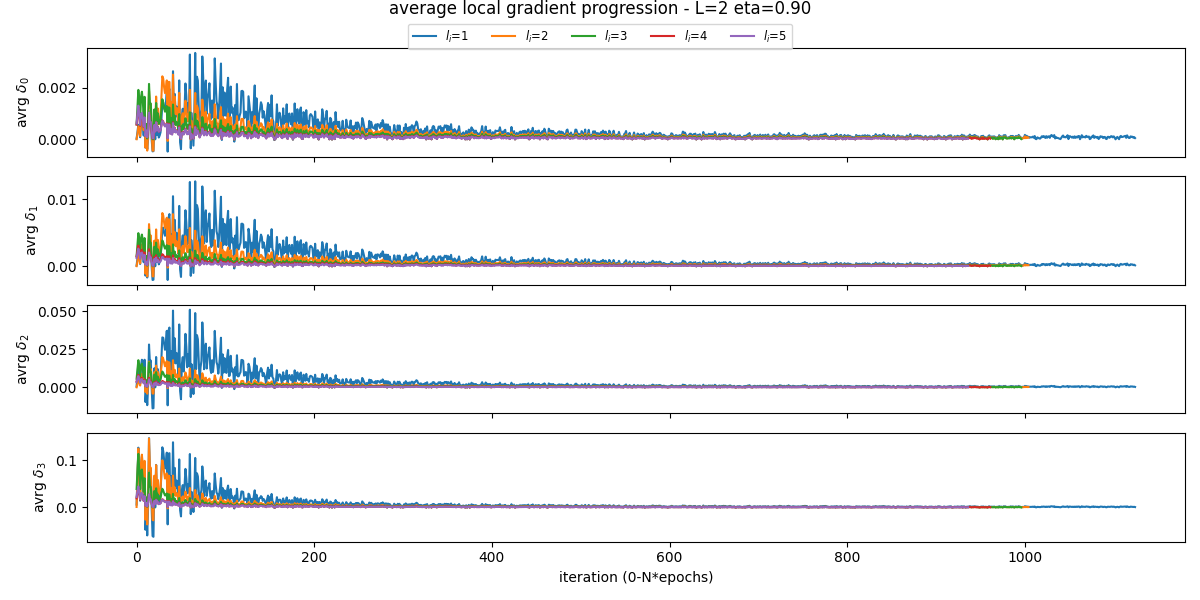 average local gradient progression - L=2 eta=0.90
l_i=1 l_i=2 l_i=3 l_i=4 l_i=5
avrg δ_0
0.002
0.000
avrg δ_1
0.01
0.00
avrg δ_2
0.050
0.025
0.000
avrg δ_3
0.1
0.0
0 200 400 600 800 1000
iteration (0-N*epochs)